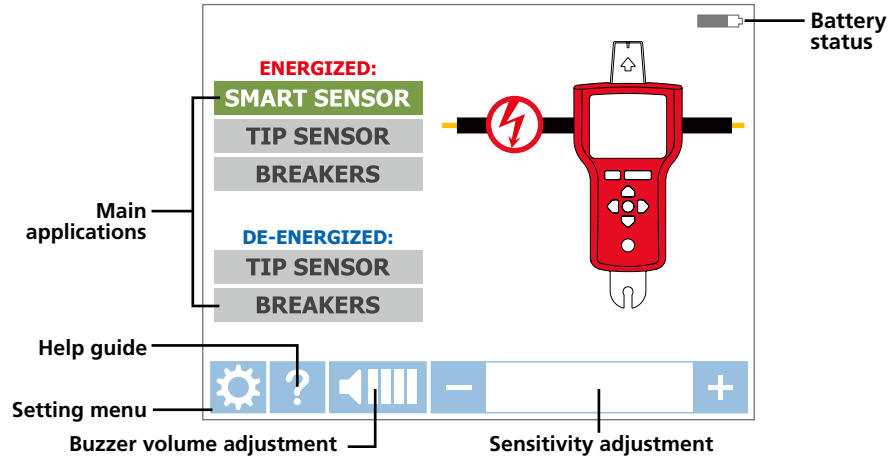 Battery
status
ENERGIZED:
SMART SENSOR
TIP SENSOR
BREAKERS
Main
applications
DE-ENERGIZED:
TIP SENSOR
BREAKERS
Help guide
?
Setting menu
Buzzer volume adjustment
Sensitivity adjustment